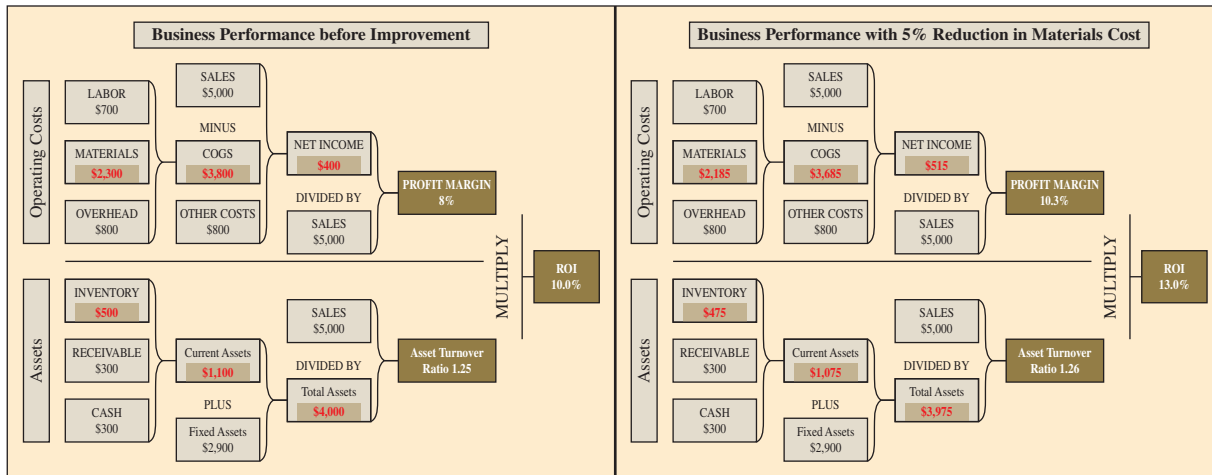 Business Performance before Improvement
Operating Costs
LABOR
$700
MATERIALS
$2,300
OVERHEAD
$800
SALES
$5,000
MINUS
COGS
$3,800
OTHER COSTS
$800
NET INCOME
$400
DIVIDED BY
SALES
$5,000
PROFIT MARGIN
8%
Assets
INVENTORY
$500
RECEIVABLE
$300
CASH
$300
Current Assets
$1,100
PLUS
Fixed Assets
$2,900
SALES
$5,000
DIVIDED BY
Total Assets
$4,000
Asset Turnover
Ratio 1.25
MULTIPLY
ROI
10.0%
Business Performance with 5% Reduction in Materials Cost
Operating Costs
LABOR
$700
MATERIALS
$2,185
OVERHEAD
$800
SALES
$5,000
MINUS
COGS
$3,685
OTHER COSTS
$800
NET INCOME
$515
DIVIDED BY
SALES
$5,000
PROFIT MARGIN
10.3%
Assets
INVENTORY
$475
RECEIVABLE
$300
CASH
$300
Current Assets
$1,075
PLUS
Fixed Assets
$2,900
SALES
$5,000
DIVIDED BY
Total Assets
$3,975
Asset Turnover
Ratio 1.26
MULTIPLY
ROI
13.0%